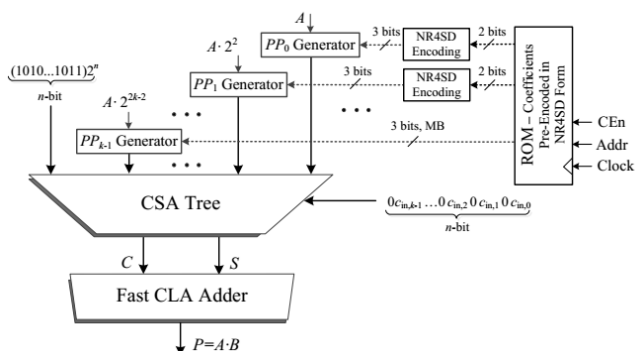 A
3 bits
NR4SD
Encoding
2 bits
PP0 Generator
A · 2^2
(1010...1011)2^n
n-bit
3 bits
NR4SD
Encoding
2 bits
PP1 Generator
A · 2^{2k-2}
• • •
• • •
3 bits, MB
PPk-1 Generator
• • •
ROM – Coefficients
Pre-Encoded in
NR4SD Form
CEn
Addr
Clock
CSA Tree
0cin,k-1 …0 cin,2 0 cin,1 0 cin,0
n-bit
C
S
Fast CLA Adder
P=A·B